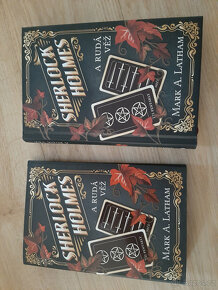 SHERLOCK
HOLMES
A RUDÁ
VĚŽ
MARK A. LATHAM
SHERLOCK
HOLMES
A RUDÁ
VĚŽ
MARK A. LATHAM